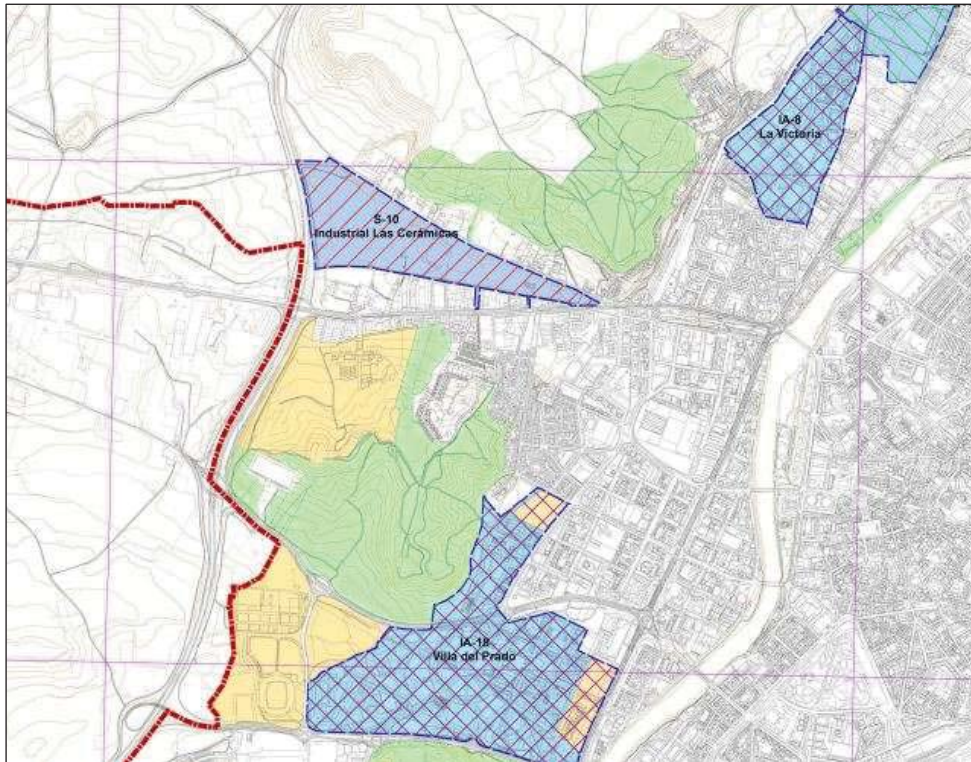 IA-8
La Victoria
S-10
Industrial Las Cerámicas
IA-18
Villa del Prado